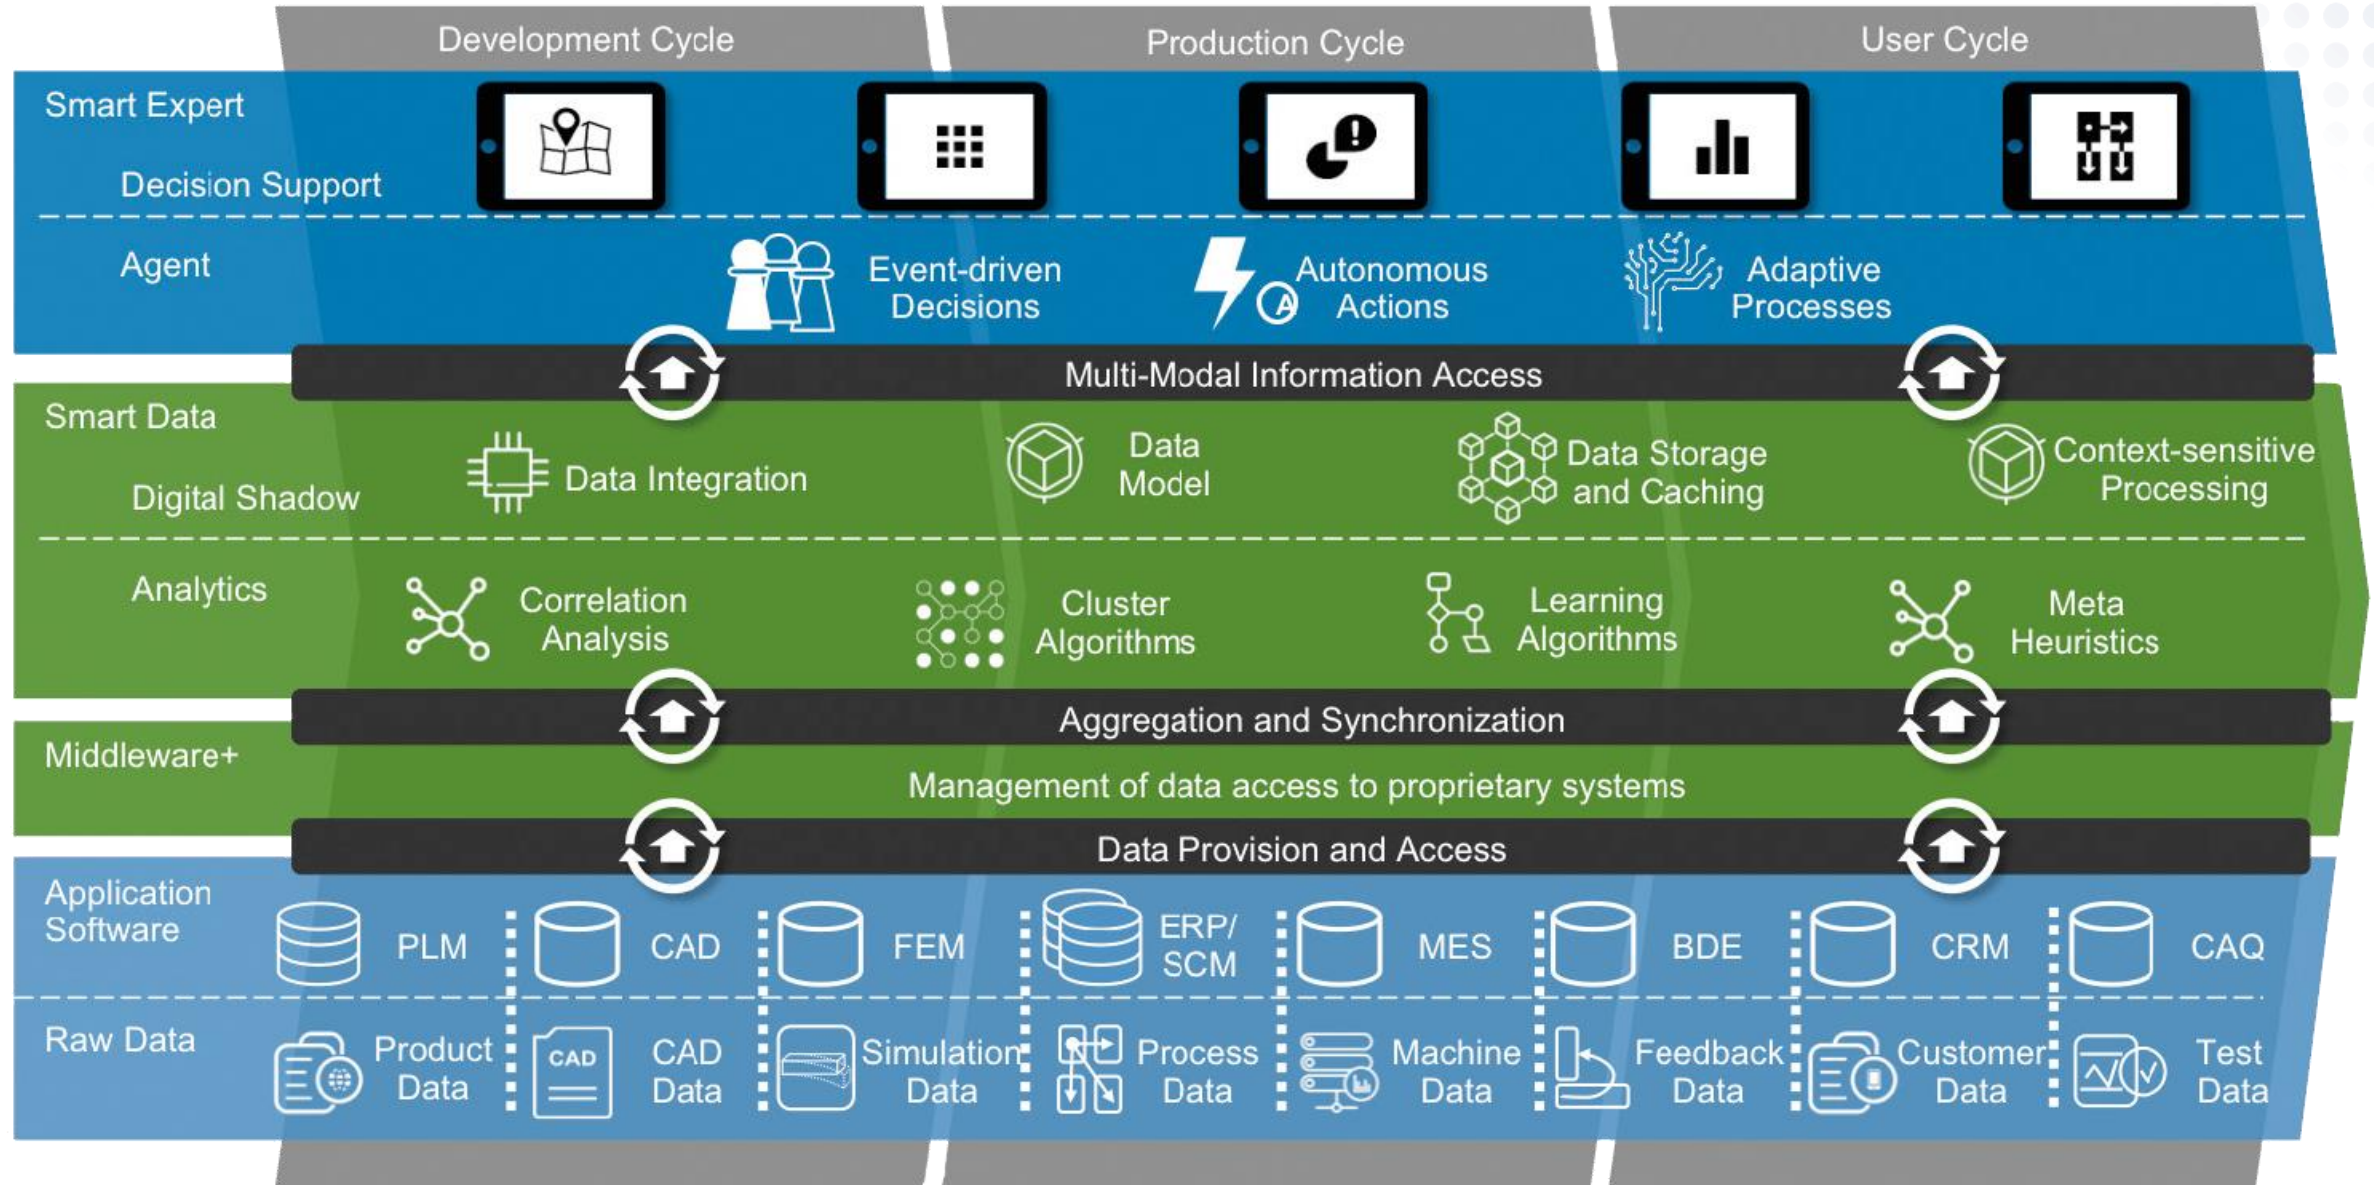 Development Cycle
Production Cycle
User Cycle
Smart Expert
Decision Support
Agent
Event-driven
Decisions
A
Autonomous
Actions
Adaptive
Processes
Multi-Modal Information Access
Smart Data
Digital Shadow
Data Integration
Data
Model
Data Storage
and Caching
Context-sensitive
Processing
Analytics
Correlation
Analysis
Cluster
Algorithms
Learning
Algorithms
Meta
Heuristics
Aggregation and Synchronization
Middleware+
Management of data access to proprietary systems
Data Provision and Access
Application
Software
PLM
CAD
FEM
ERP/
SCM
MES
BDE
CRM
CAQ
Raw Data
Product
Data
CAD
CAD
Data
Simulation
Data
Process
Data
Machine
Data
Feedback
Data
Customer
Data
Test
Data